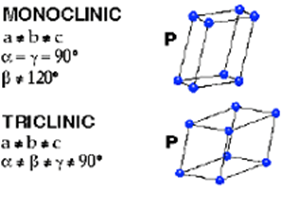 MONOCLINIC
a ≠ b ≠ c
α = γ = 90°
β ≠ 120°
P
TRICLINIC
a ≠ b ≠ c
α ≠ β ≠ γ ≠ 90°
P